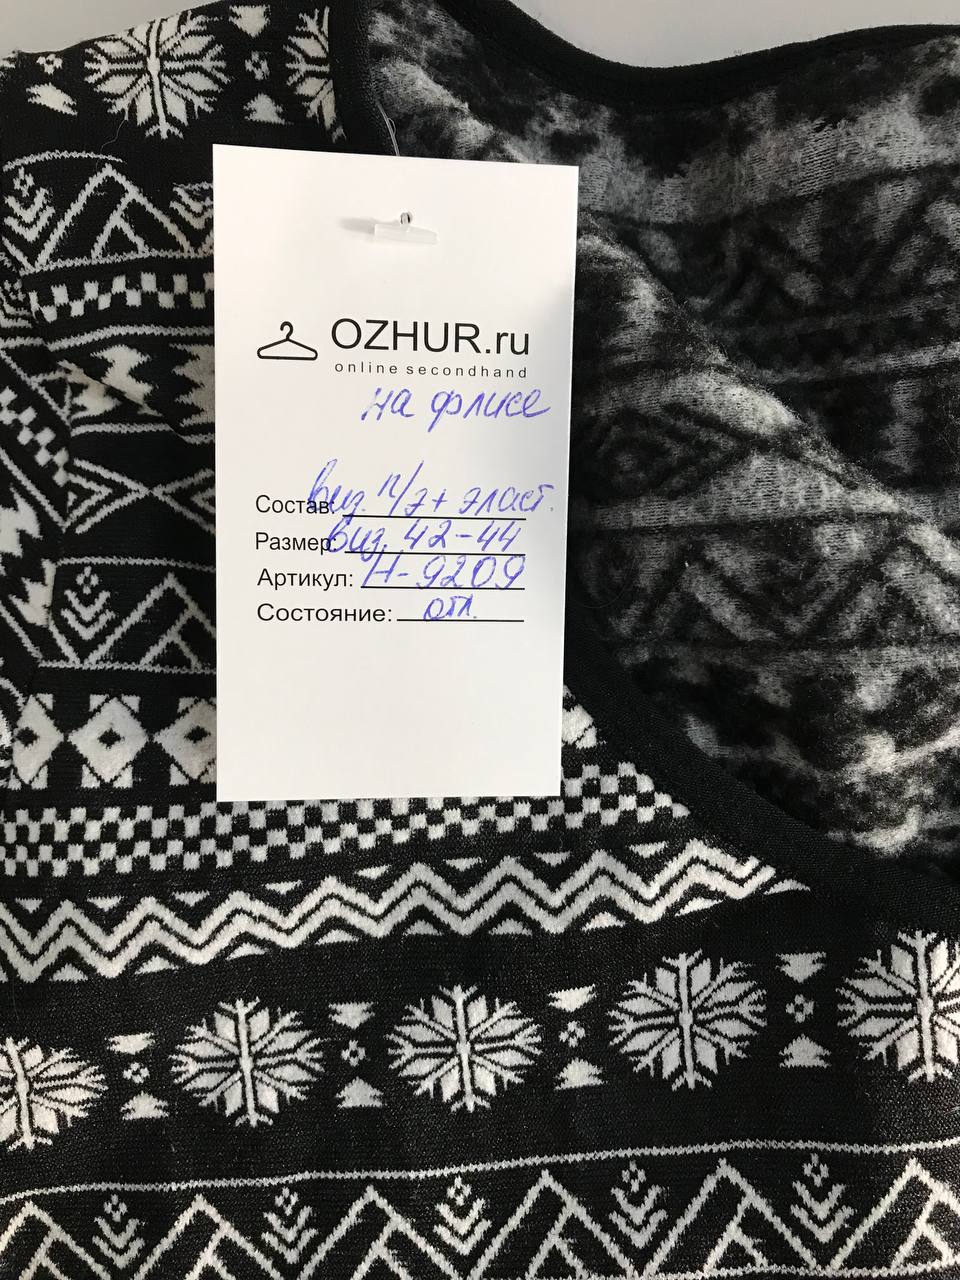 OZHUR.ru
online secondhand
на флисе
Состав: виз. п/э + эласт.
Размер: виз. 42-44
Артикул: Н-9209
Состояние: отл.